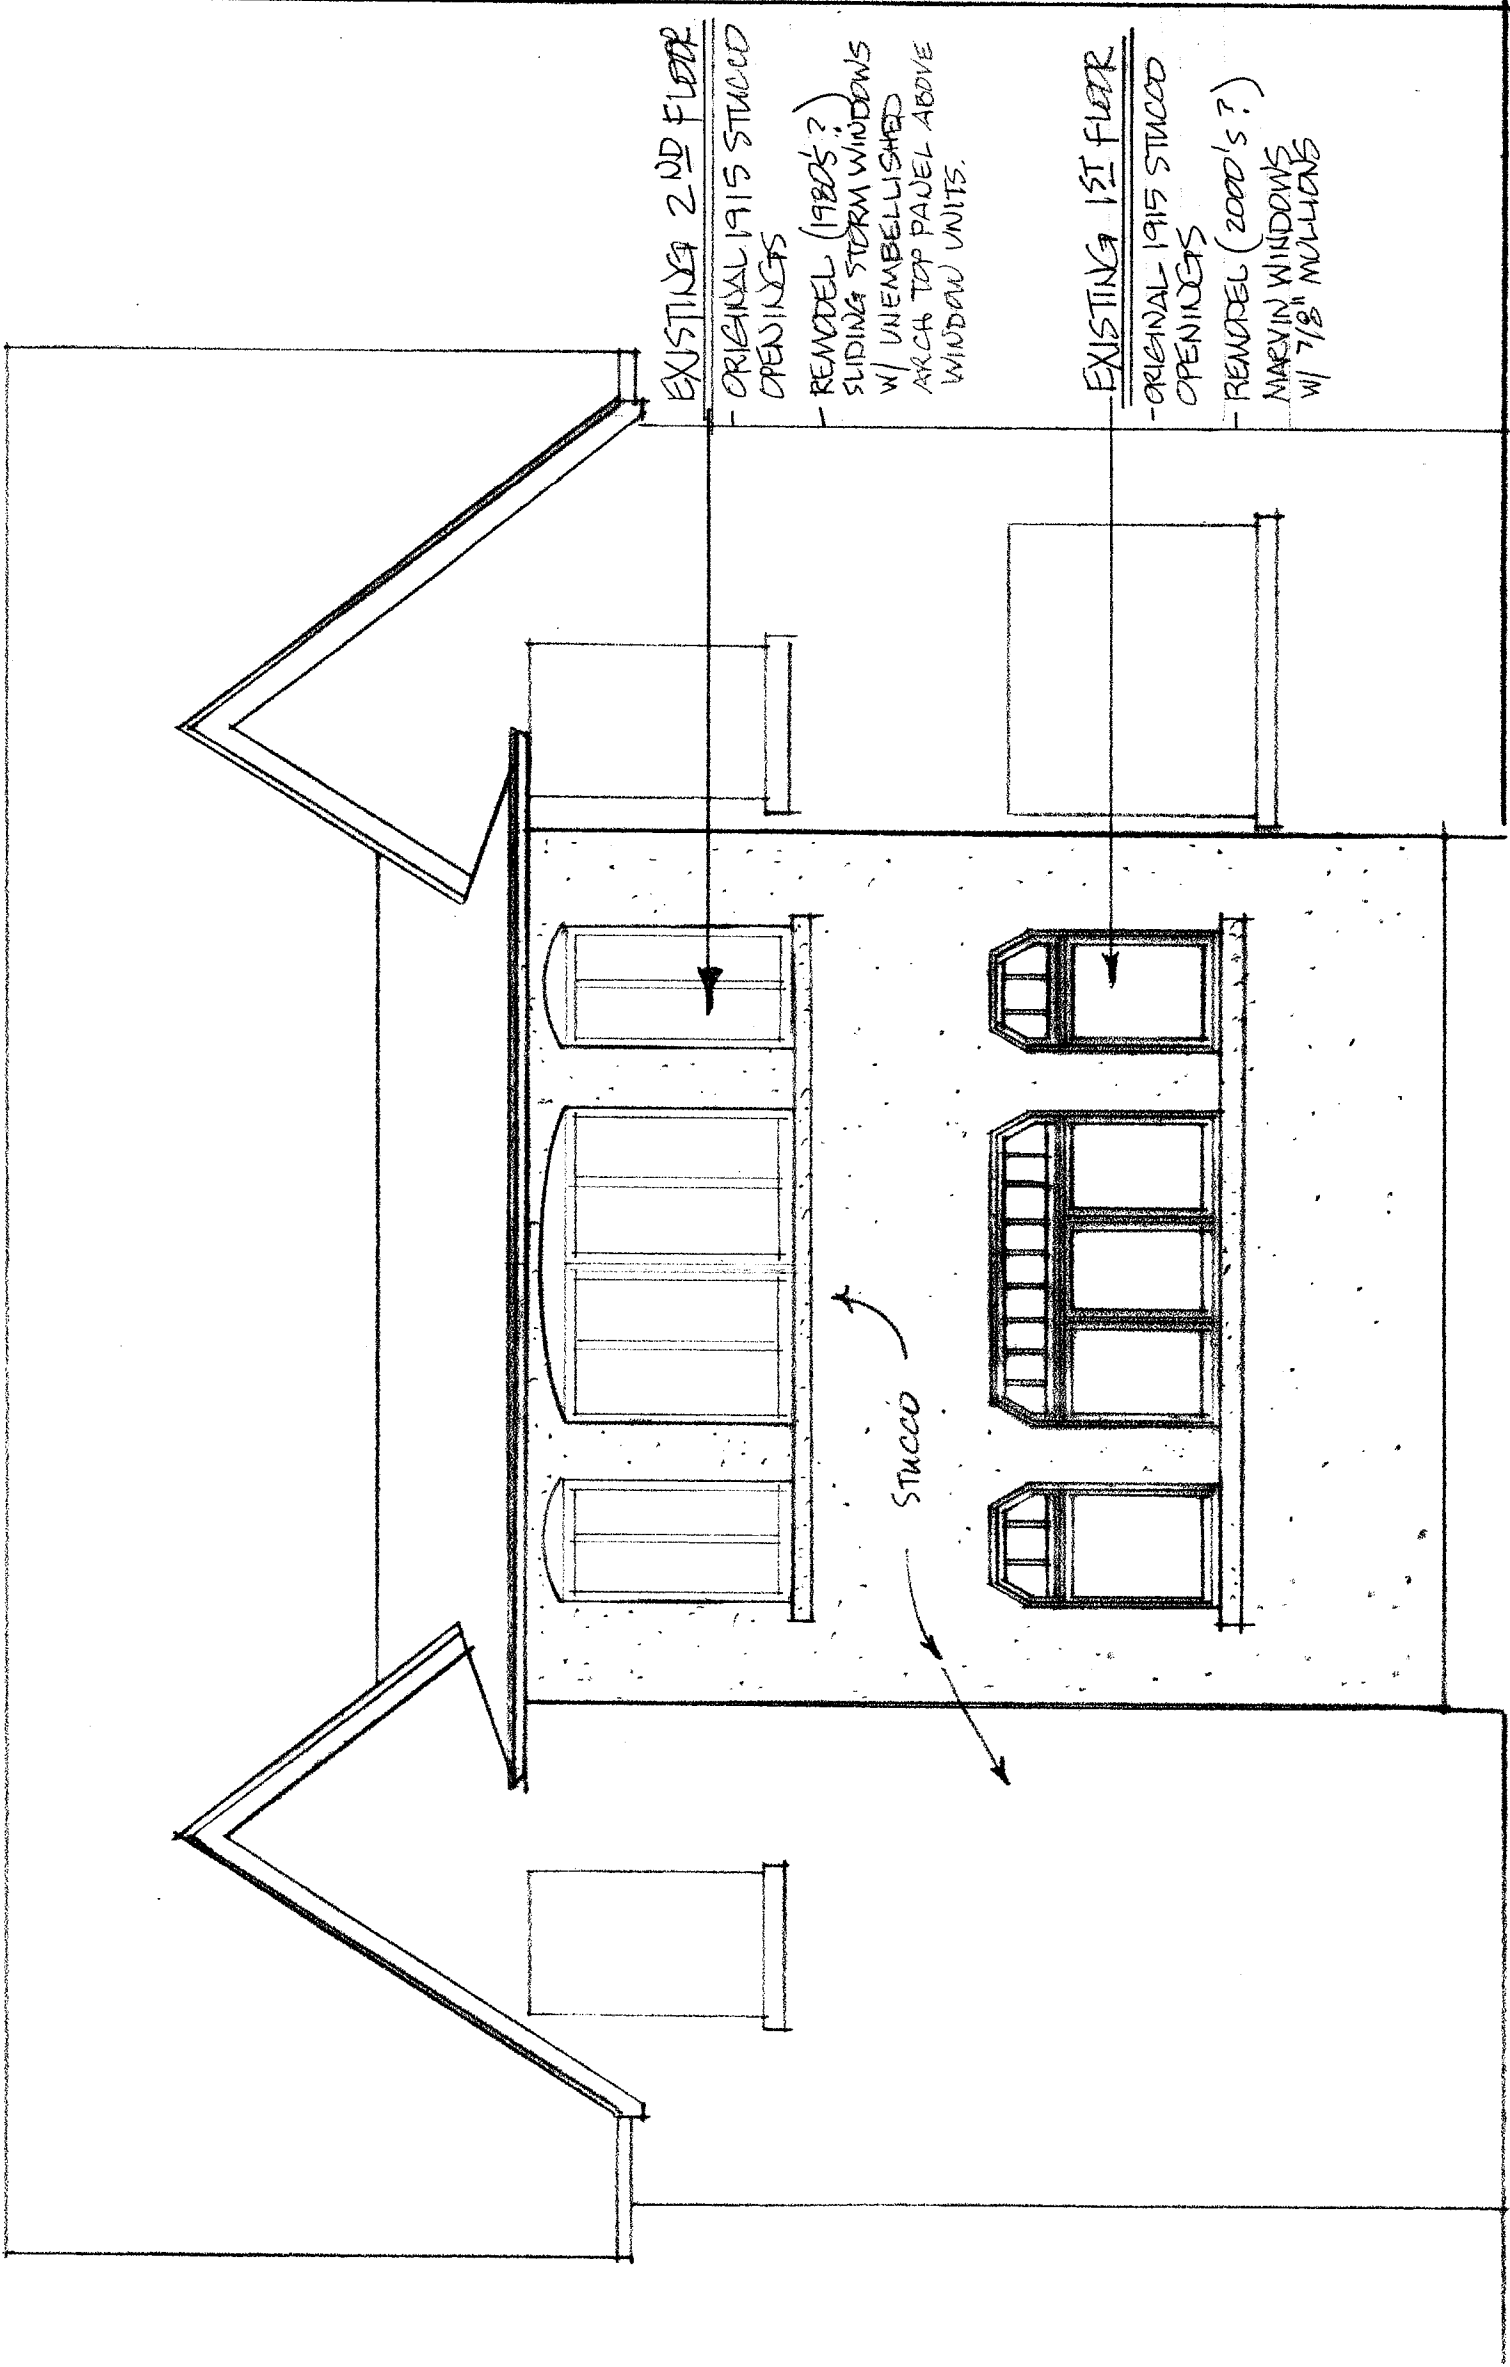 EXISTING 2ND FLOOR
- ORIGINAL 1915 STUCCO
OPENINGS
- REMODEL (1980'S?)
SLIDING STORM WINDOWS
W/ UNEMBELLISHED
ARCH TOP PANEL ABOVE
WINDOW UNITS.
EXISTING 1ST FLOOR
- ORIGINAL 1915 STUCCO
OPENINGS
- REMODEL (2000'S?)
MARVIN WINDOWS
W/ 7/8" MULLIONS
STUCCO